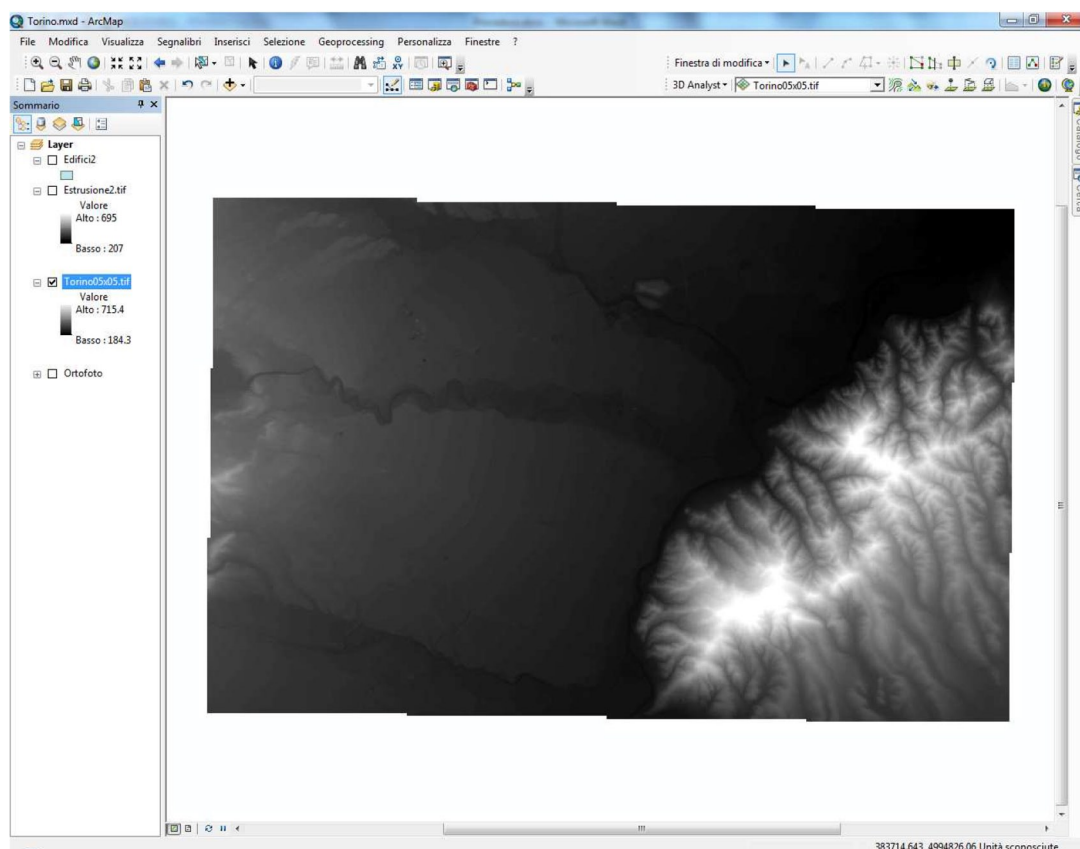 Torino.mxd - ArcMap
File Modifica Visualizza Segnalibri Inserisci Selezione Geoprocessing Personalizza Finestre ?
Finestra di modifica
3D Analyst Torino05x05.tif
Sommario
Layer
Edifici2
Estrusione2.tif
Valore
Alto : 695
Basso : 207
Torino05x05.tif
Valore
Alto : 715.4
Basso : 184.3
Ortofoto
Catalogo
Cerca
383714,643 4994826,06 Unità sconosciute